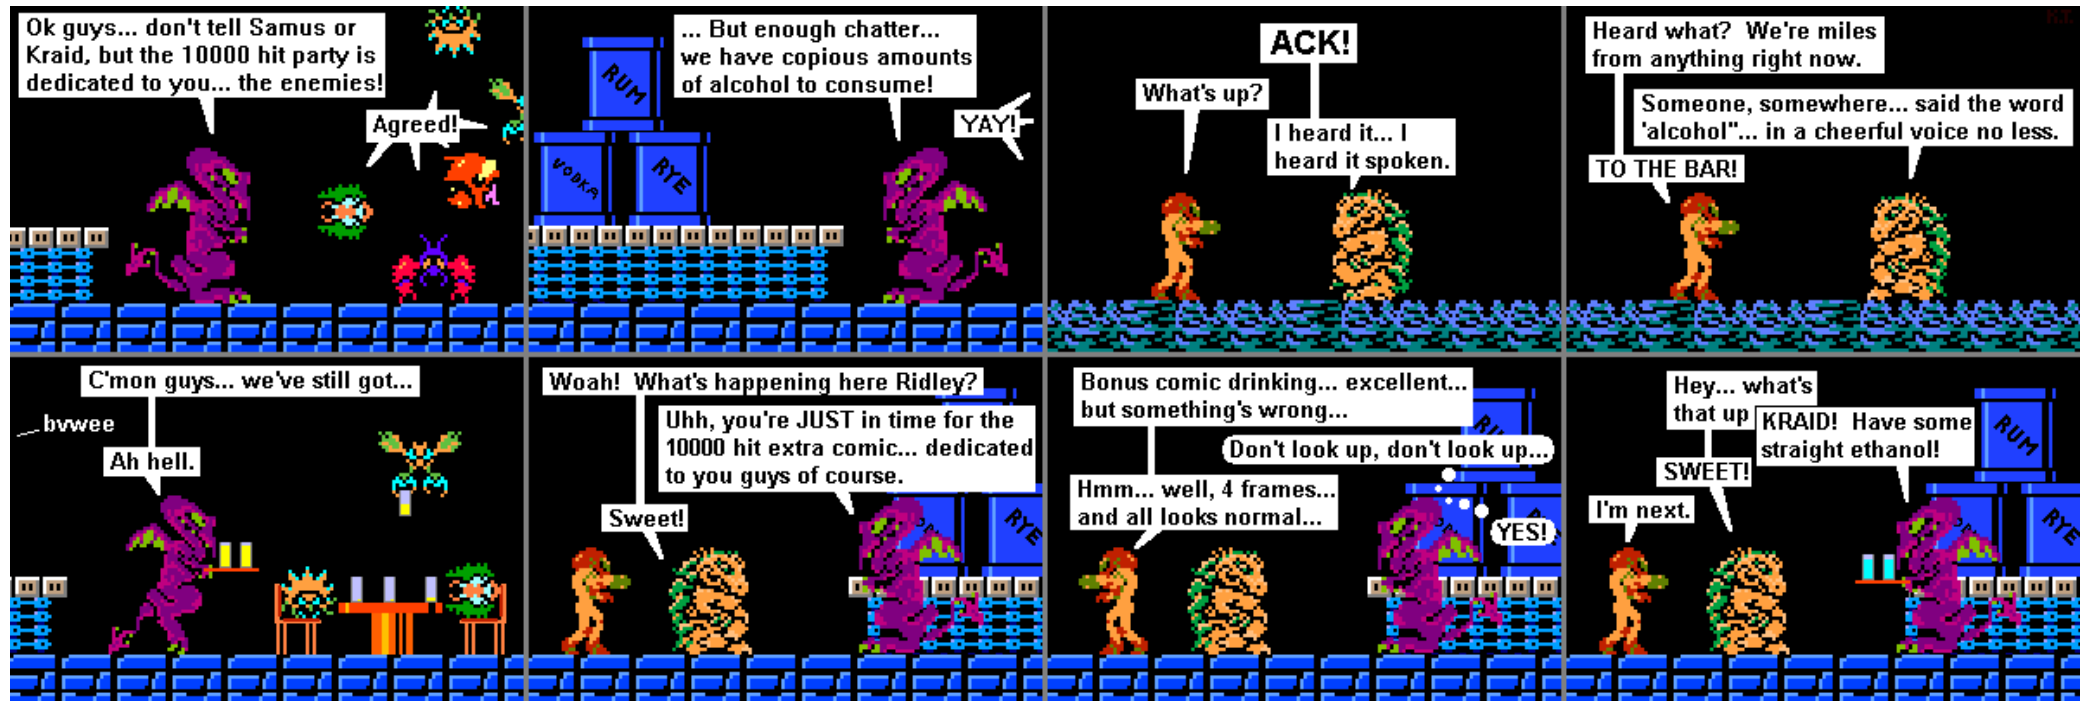 Ok guys... don't tell Samus or
Kraid, but the 10000 hit party is
dedicated to you... the enemies!
Agreed!
... But enough chatter...
we have copious amounts
of alcohol to consume!
YAY!
RUM
VODKA
RYE
ACK!
What's up?
I heard it... I
heard it spoken.
Heard what? We're miles
from anything right now.
Someone, somewhere... said the word
'alcohol"... in a cheerful voice no less.
TO THE BAR!
C'mon guys... we've still got...
bvwee
Ah hell.
Woah! What's happening here Ridley?
Uhh, you're JUST in time for the
10000 hit extra comic... dedicated
to you guys of course.
Sweet!
RYE
Bonus comic drinking... excellent...
but something's wrong...
Don't look up, don't look up...
Hmm... well, 4 frames...
and all looks normal...
YES!
Hey... what's
that up
KRAID! Have some
straight ethanol!
SWEET!
I'm next.
RUM
RYE